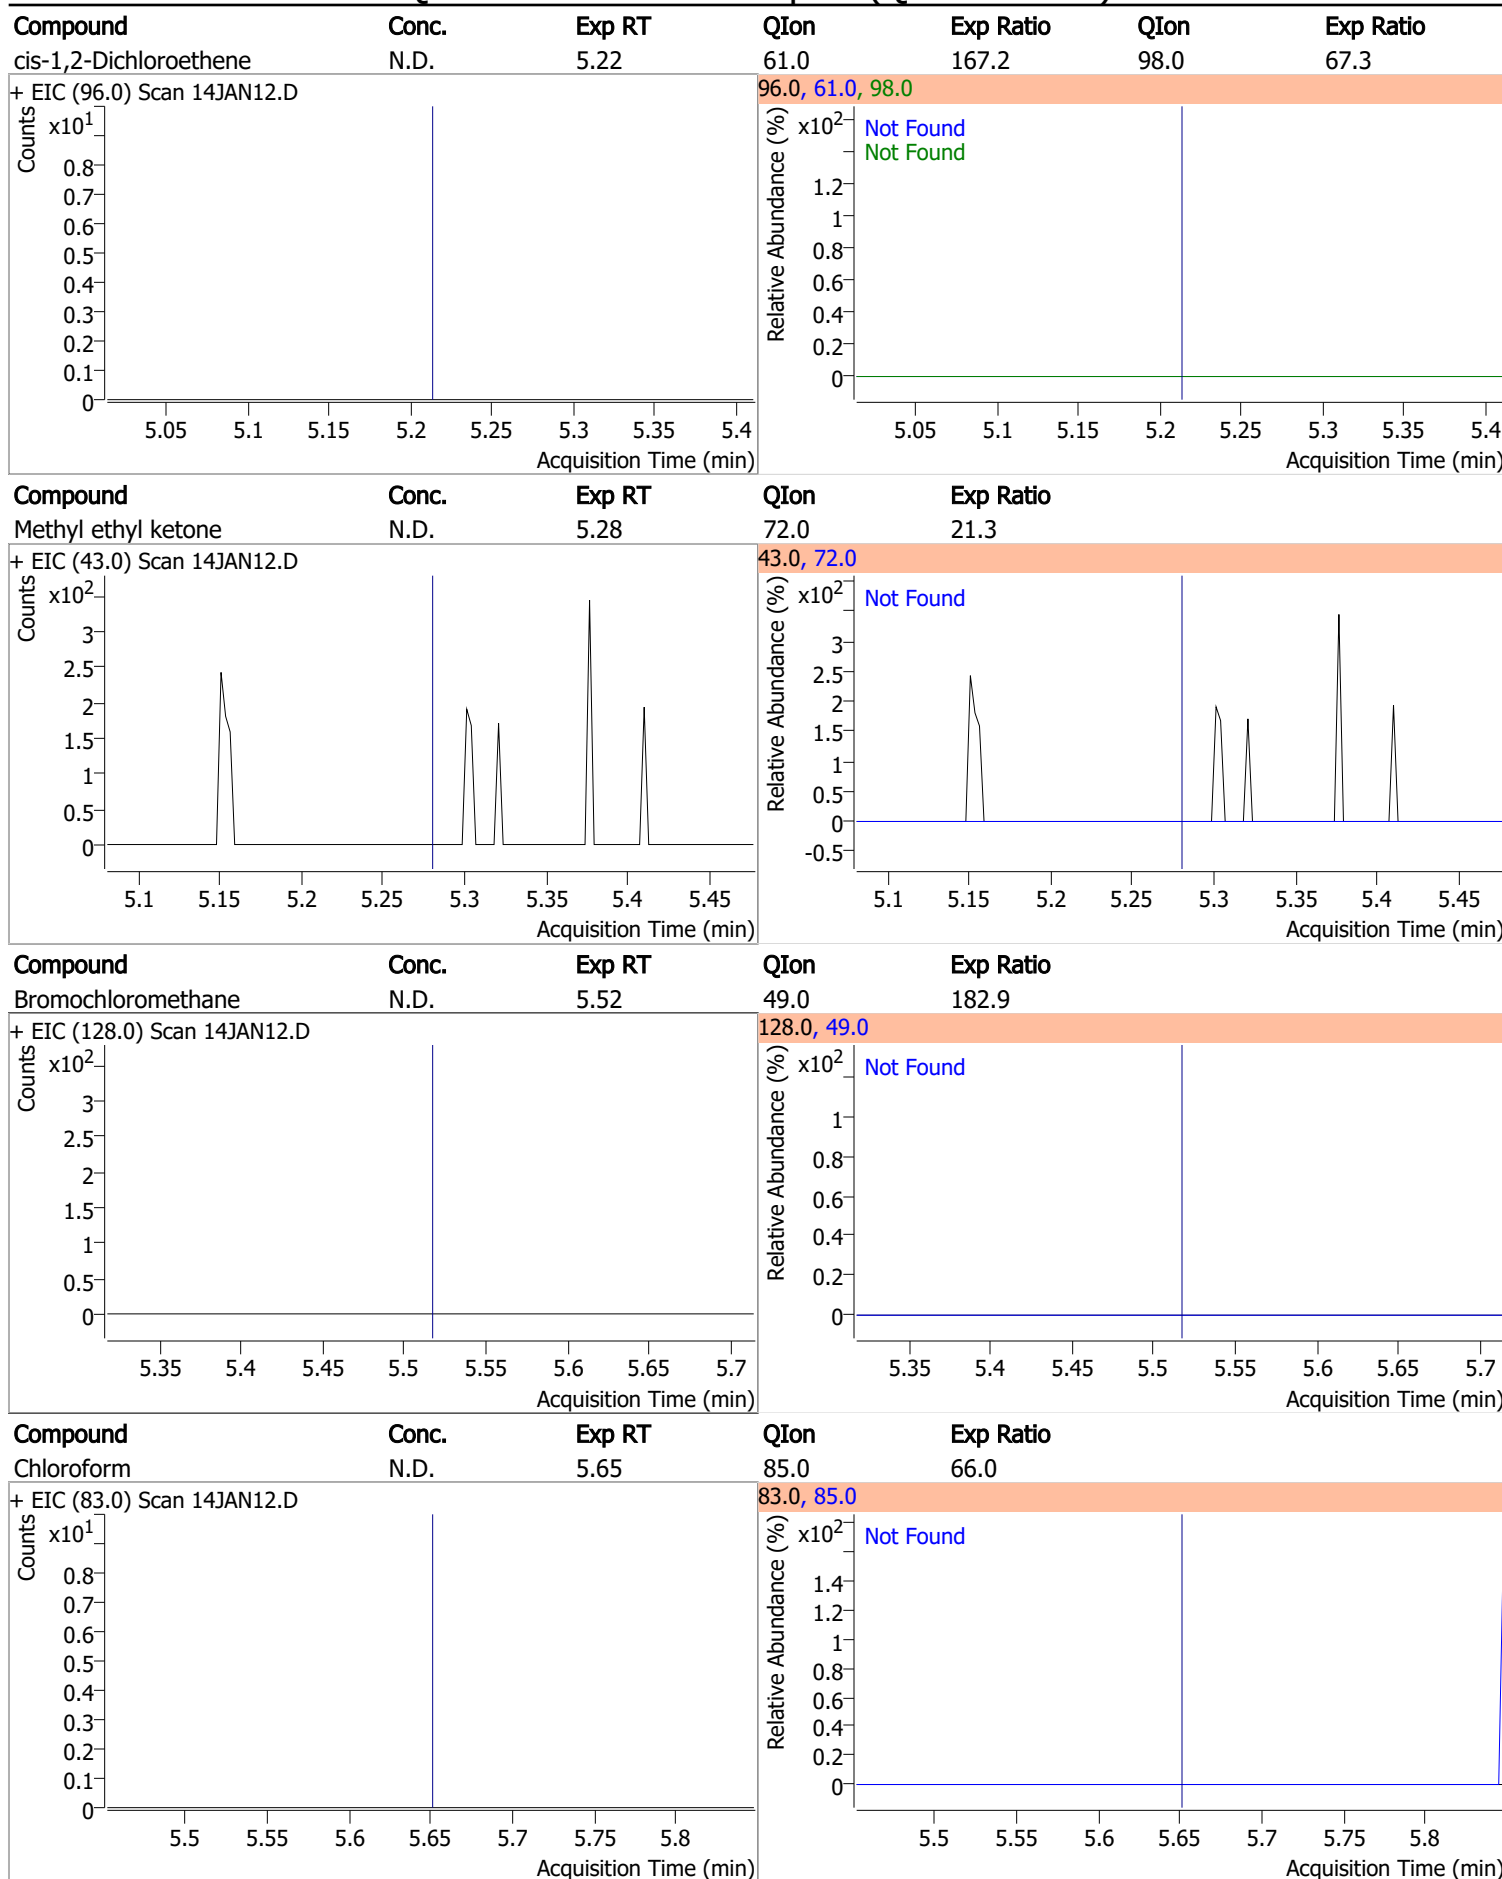 Compound Conc. Exp RT QIon Exp Ratio QIon Exp Ratio
cis-1,2-Dichloroethene N.D. 5.22 61.0 167.2 98.0 67.3
+ EIC (96.0) Scan 14JAN12.D
Counts
x10¹
0.8
0.7
0.6
0.5
0.4
0.3
0.2
0.1
0
5.05 5.1 5.15 5.2 5.25 5.3 5.35 5.4
Acquisition Time (min)
96.0, 61.0, 98.0
Relative Abundance (%)
x10²
Not Found
Not Found
1.2
1
0.8
0.6
0.4
0.2
0
5.05 5.1 5.15 5.2 5.25 5.3 5.35 5.4
Acquisition Time (min)
Compound Conc. Exp RT QIon Exp Ratio
Methyl ethyl ketone N.D. 5.28 72.0 21.3
+ EIC (43.0) Scan 14JAN12.D
Counts
x10²
3
2.5
2
1.5
1
0.5
0
5.1 5.15 5.2 5.25 5.3 5.35 5.4 5.45
Acquisition Time (min)
43.0, 72.0
Relative Abundance (%)
x10²
Not Found
3
2.5
2
1.5
1
0.5
0
-0.5
5.1 5.15 5.2 5.25 5.3 5.35 5.4 5.45
Acquisition Time (min)
Compound Conc. Exp RT QIon Exp Ratio
Bromochloromethane N.D. 5.52 49.0 182.9
+ EIC (128.0) Scan 14JAN12.D
Counts
x10²
3
2.5
2
1.5
1
0.5
0
5.35 5.4 5.45 5.5 5.55 5.6 5.65 5.7
Acquisition Time (min)
128.0, 49.0
Relative Abundance (%)
x10²
Not Found
1
0.8
0.6
0.4
0.2
0
5.35 5.4 5.45 5.5 5.55 5.6 5.65 5.7
Acquisition Time (min)
Compound Conc. Exp RT QIon Exp Ratio
Chloroform N.D. 5.65 85.0 66.0
+ EIC (83.0) Scan 14JAN12.D
Counts
x10¹
0.8
0.7
0.6
0.5
0.4
0.3
0.2
0.1
0
5.5 5.55 5.6 5.65 5.7 5.75 5.8
Acquisition Time (min)
83.0, 85.0
Relative Abundance (%)
x10²
Not Found
1.4
1.2
1
0.8
0.6
0.4
0.2
0
5.5 5.55 5.6 5.65 5.7 5.75 5.8
Acquisition Time (min)